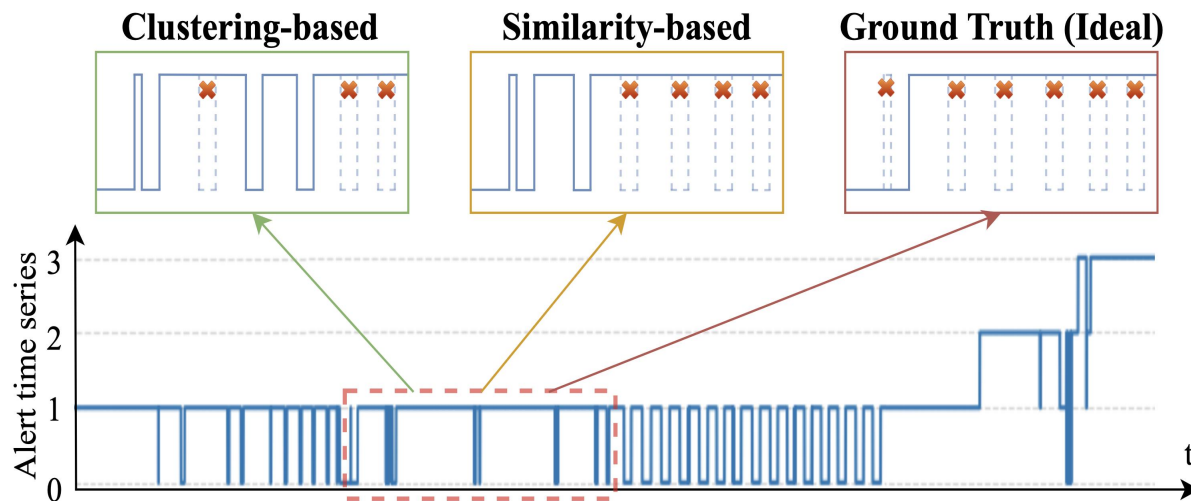 Clustering-based
Similarity-based
Ground Truth (Ideal)
Alert time series
3
2
1
0
t